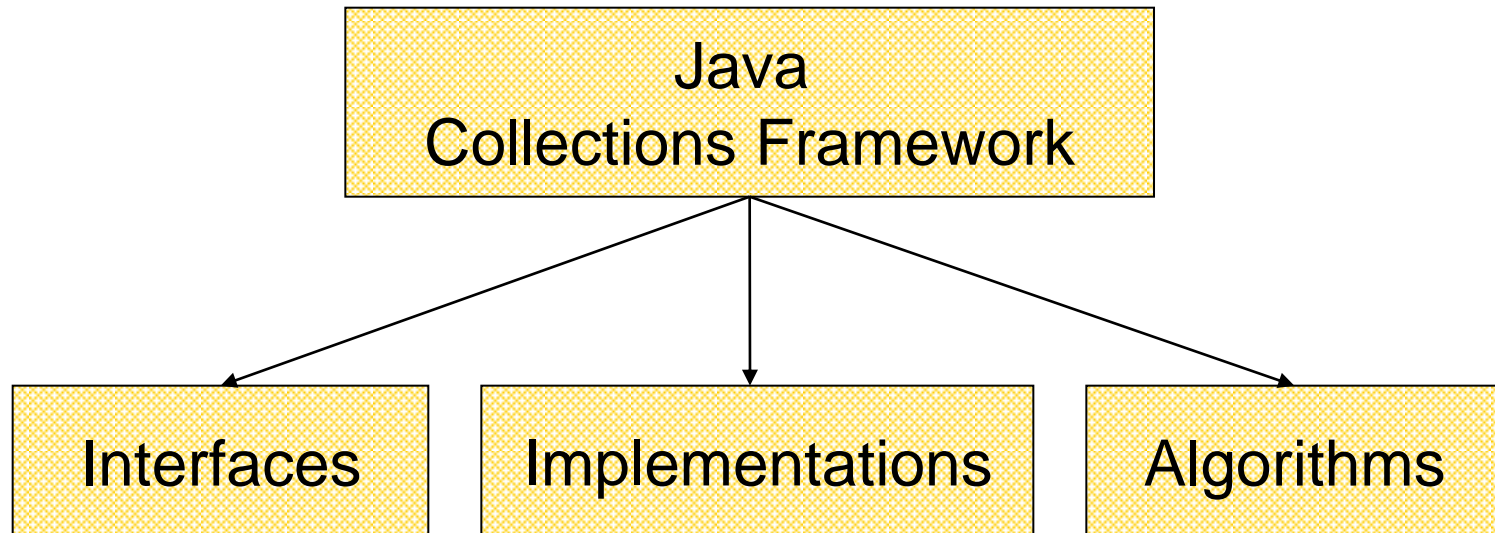 Java
Collections Framework
Interfaces
Implementations
Algorithms